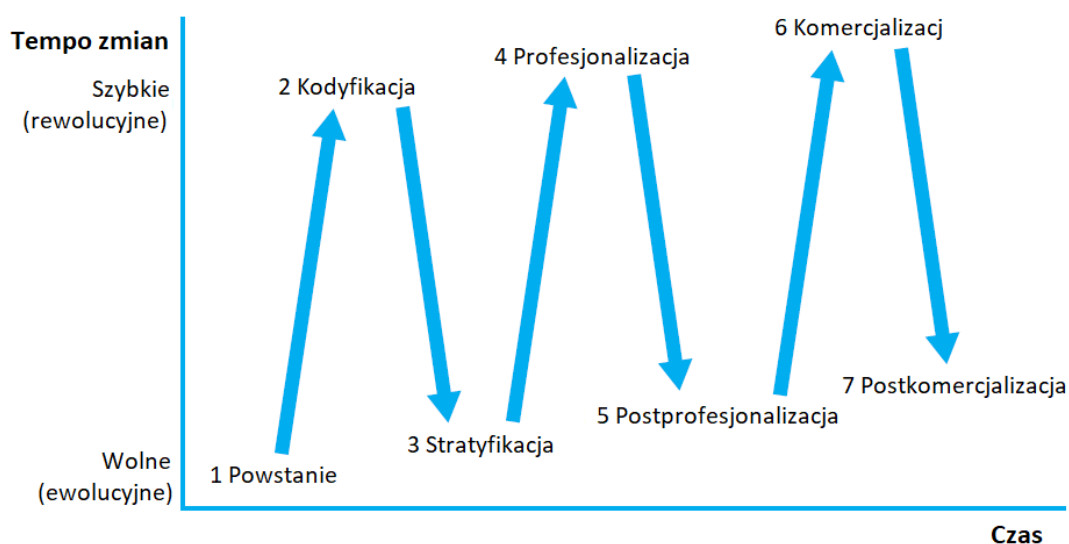 Tempo zmian
Szybkie
(rewolucyjne)
2 Kodyfikacja
4 Profesjonalizacja
6 Komercjalizacj
Wolne
(ewolucyjne)
1 Powstanie
3 Stratyfikacja
5 Postprofesjonalizacja
7 Postkomercjalizacja
Czas